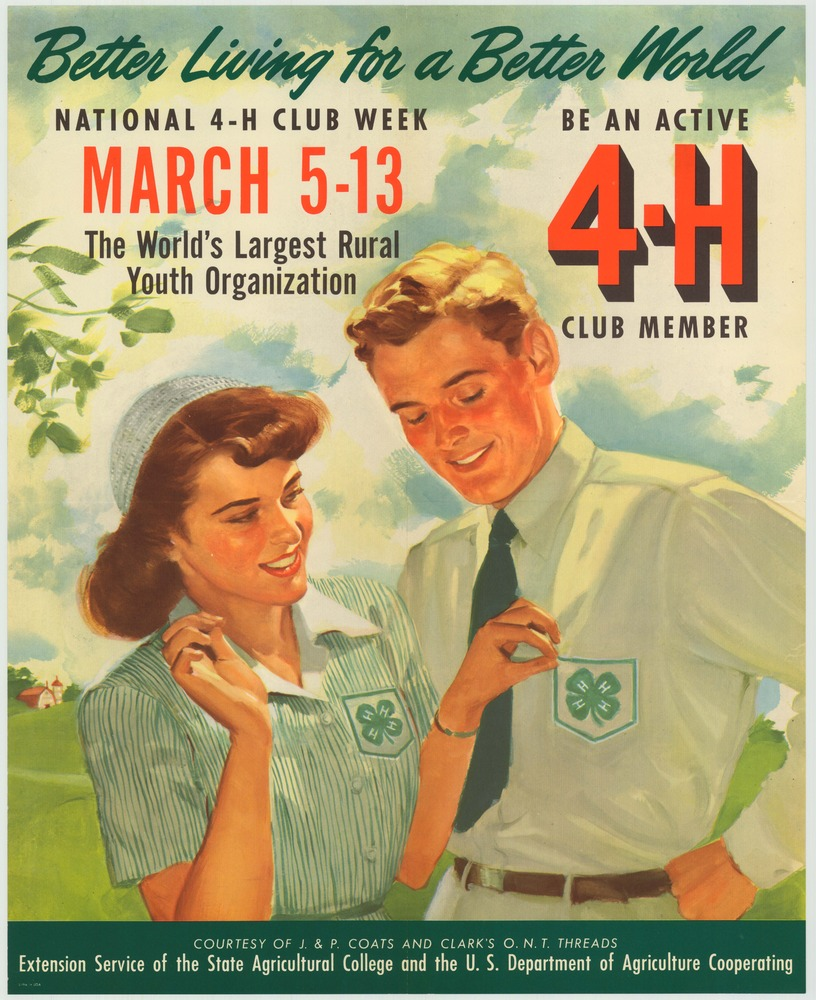 Better Living for a Better World
NATIONAL 4-H CLUB WEEK
MARCH 5-13
The World's Largest Rural
Youth Organization
BE AN ACTIVE
4-H
CLUB MEMBER
H H H H
H H H H
COURTESY OF J. & P. COATS AND CLARK'S O. N. T. THREADS
Extension Service of the State Agricultural College and the U. S. Department of Agriculture Cooperating